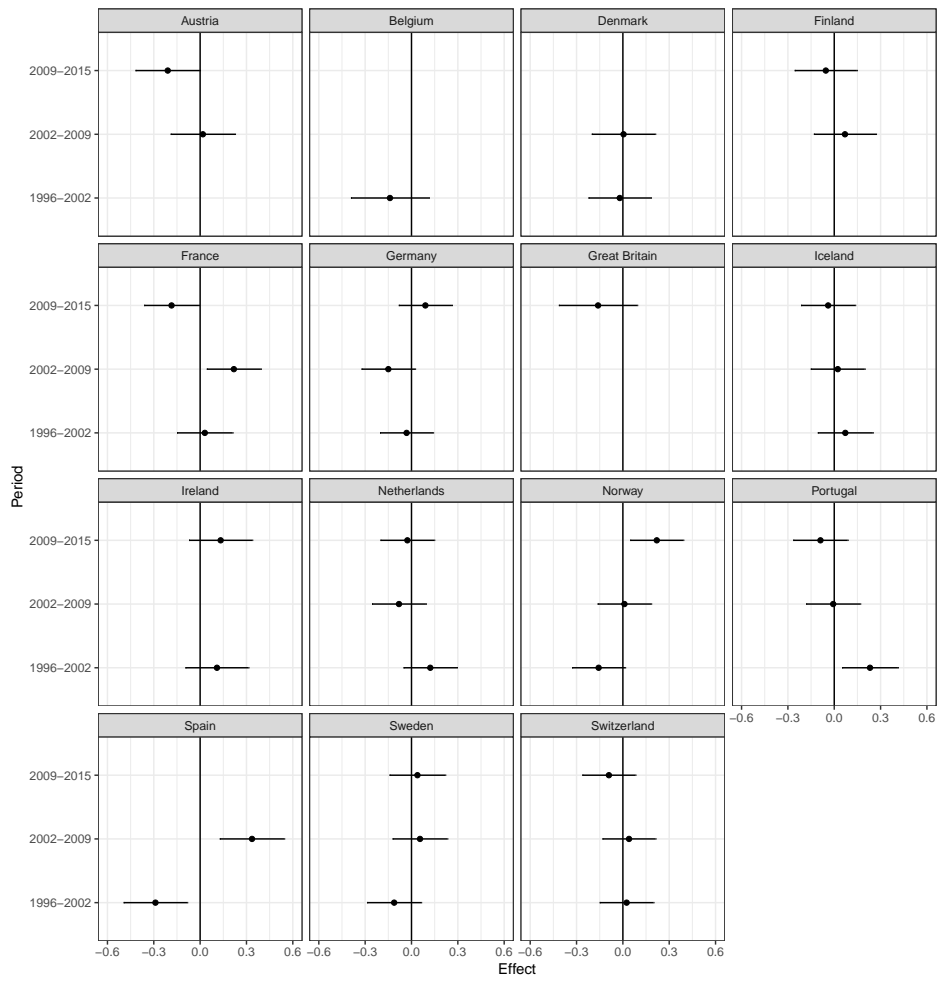 Austria Belgium Denmark Finland
2009–2015
2002–2009
1996–2002
France Germany Great Britain Iceland
2009–2015
2002–2009
1996–2002
Period
Ireland Netherlands Norway Portugal
2009–2015
2002–2009
1996–2002
−0.6 −0.3 0.0 0.3 0.6
Spain Sweden Switzerland
2009–2015
2002–2009
1996–2002
−0.6 −0.3 0.0 0.3 0.6 −0.6 −0.3 0.0 0.3 0.6 −0.6 −0.3 0.0 0.3 0.6
Effect